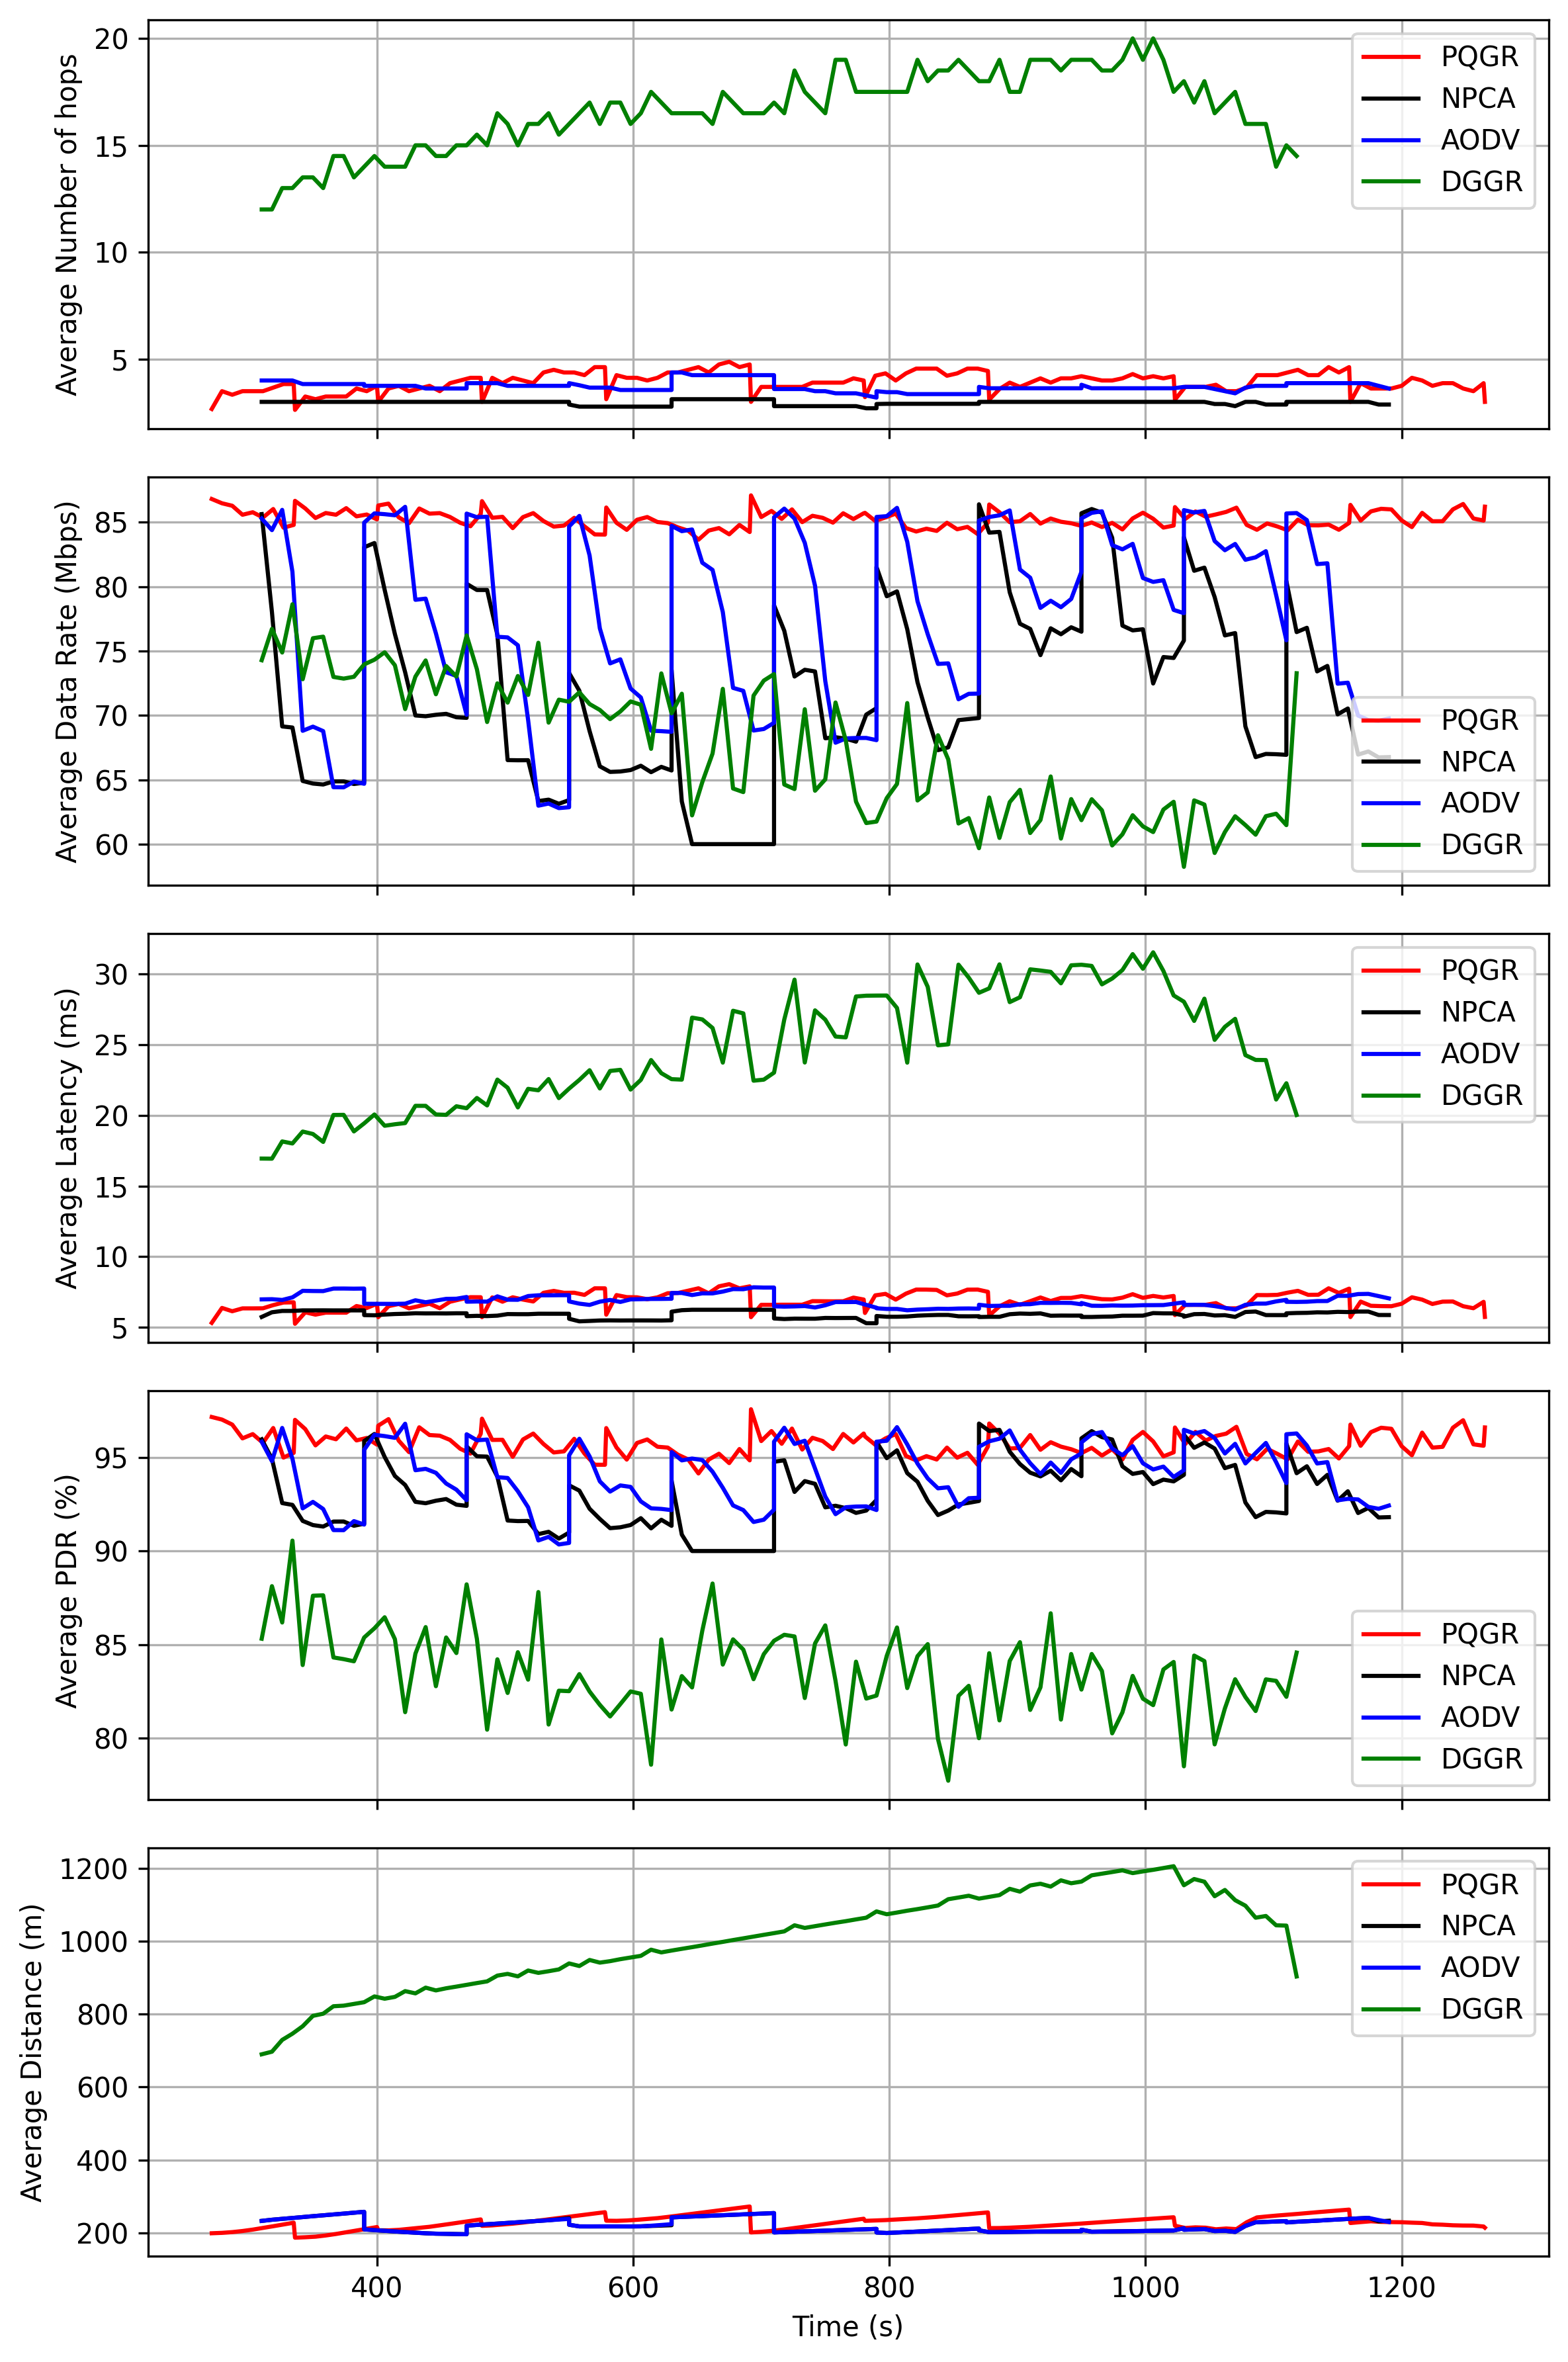 Average Number of hops
20
15
10
5
PQGR
NPCA
AODV
DGGR
Average Data Rate (Mbps)
85
80
75
70
65
60
PQGR
NPCA
AODV
DGGR
Average Latency (ms)
30
25
20
15
10
5
PQGR
NPCA
AODV
DGGR
Average PDR (%)
95
90
85
80
PQGR
NPCA
AODV
DGGR
Average Distance (m)
1200
1000
800
600
400
200
PQGR
NPCA
AODV
DGGR
400 600 800 1000 1200
Time (s)